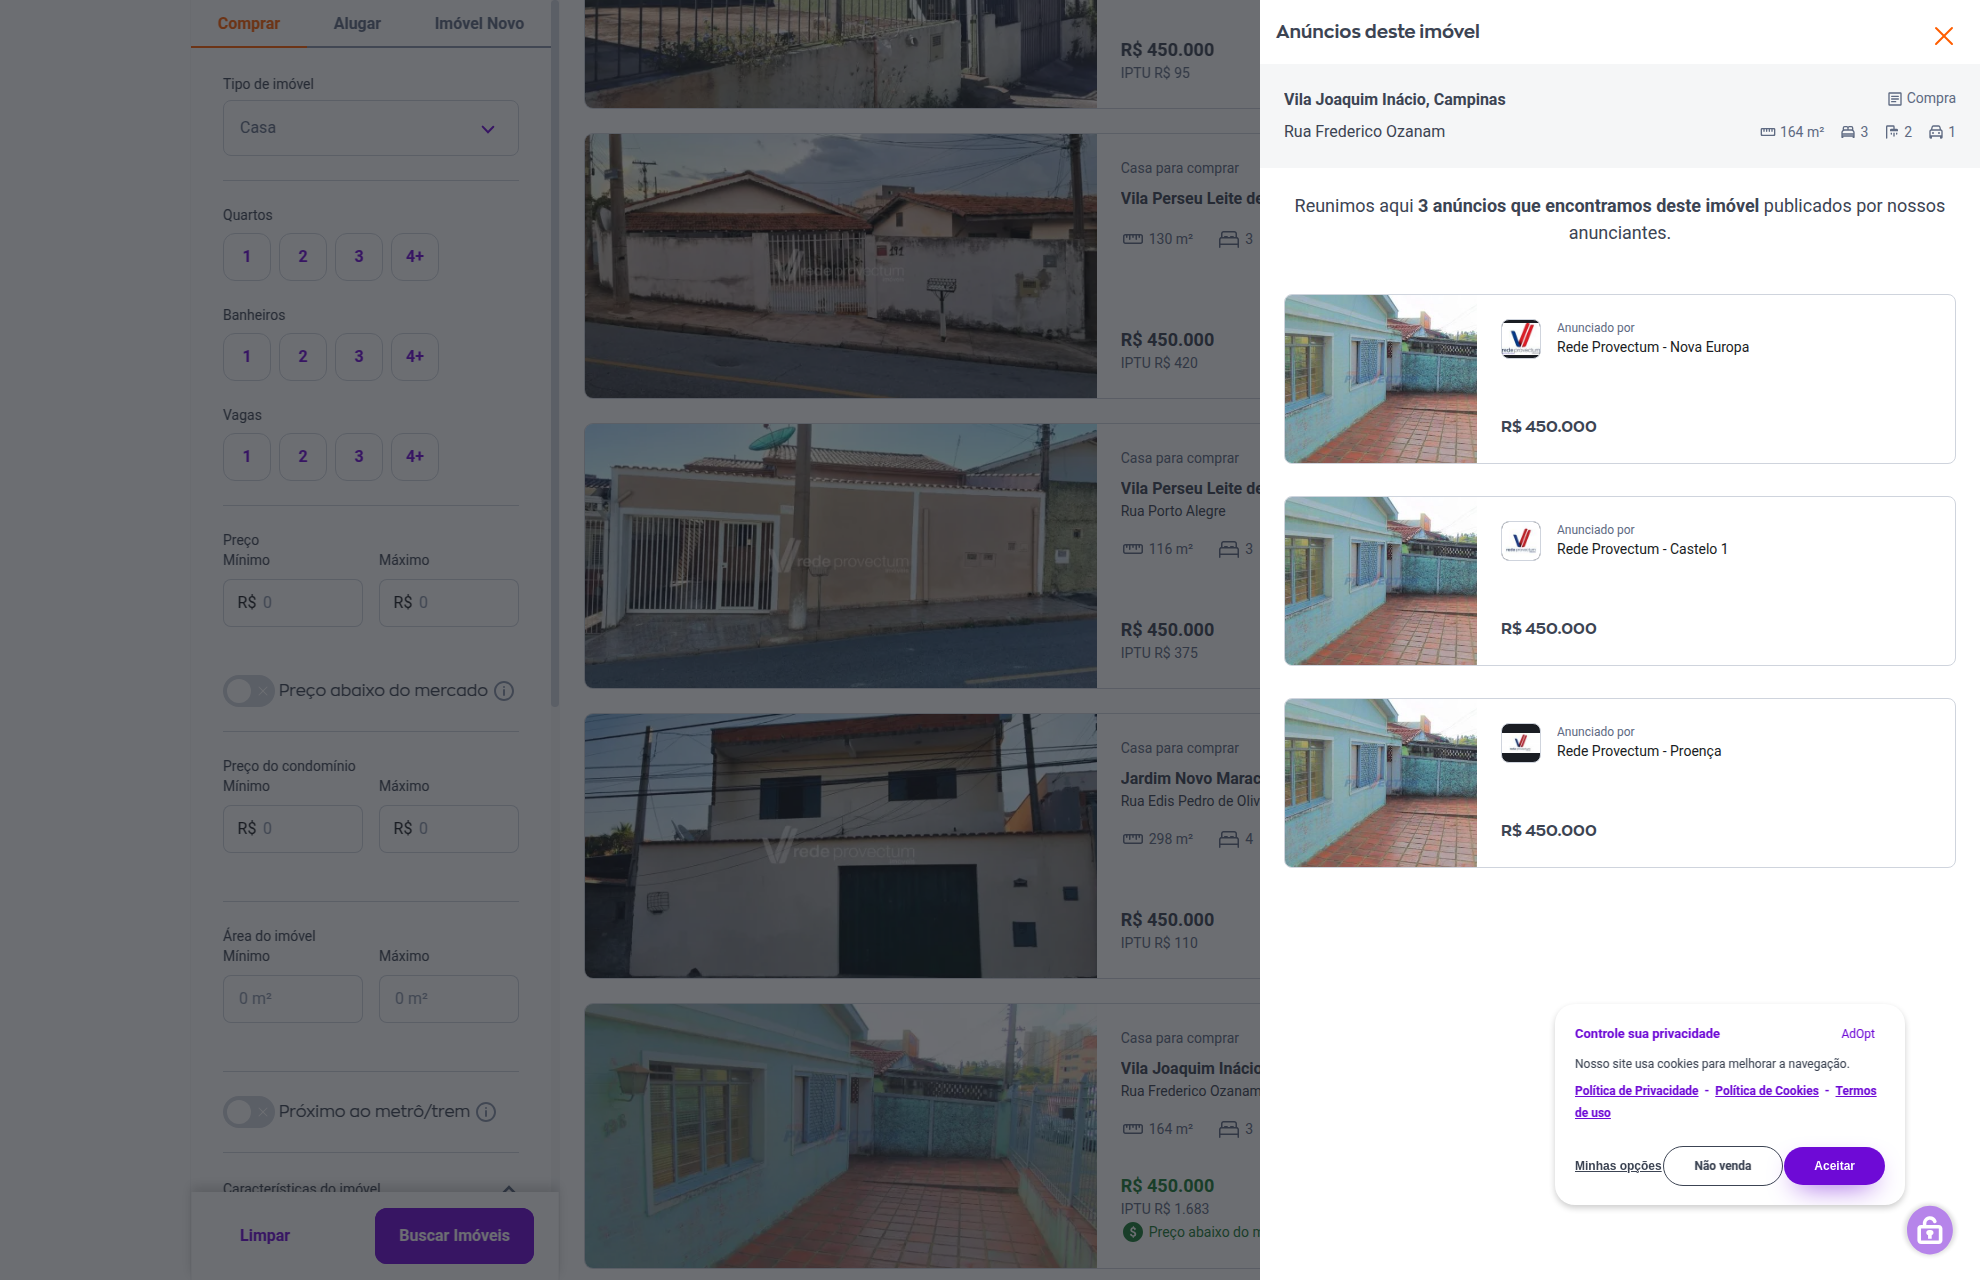 Comprar
Alugar
Imóvel Novo
Tipo de imóvel
Casa
Quartos
1
2
3
4+
Banheiros
1
2
3
4+
Vagas
1
2
3
4+
Preço
Mínimo
Máximo
R$ 0
R$ 0
Preço abaixo do mercado
Preço do condomínio
Mínimo
Máximo
R$ 0
R$ 0
Área do imóvel
Mínimo
Máximo
0 m²
0 m²
Próximo ao metrô/trem
Características do imóvel
Limpar
Buscar Imóveis
R$ 450.000
IPTU R$ 95
rede provectum
Casa para comprar
Vila Perseu Leite de
130 m²
3
R$ 450.000
IPTU R$ 420
rede provectum
Casa para comprar
Vila Perseu Leite de
Rua Porto Alegre
116 m²
3
R$ 450.000
IPTU R$ 375
rede provectum
Casa para comprar
Jardim Novo Marac
Rua Edis Pedro de Oliv
298 m²
4
R$ 450.000
IPTU R$ 110
Casa para comprar
Vila Joaquim Inácio
Rua Frederico Ozanam
164 m²
3
R$ 450.000
IPTU R$ 1.683
Preço abaixo do m
Anúncios deste imóvel
Vila Joaquim Inácio, Campinas
Compra
Rua Frederico Ozanam
164 m²
3
2
1
Reunimos aqui 3 anúncios que encontramos deste imóvel publicados por nossos
anunciantes.
Anunciado por
Rede Provectum - Nova Europa
R$ 450.000
Anunciado por
Rede Provectum - Castelo 1
R$ 450.000
Anunciado por
Rede Provectum - Proença
R$ 450.000
Controle sua privacidade
AdOpt
Nosso site usa cookies para melhorar a navegação.
Política de Privacidade - Política de Cookies - Termos
de uso
Minhas opções
Não venda
Aceitar